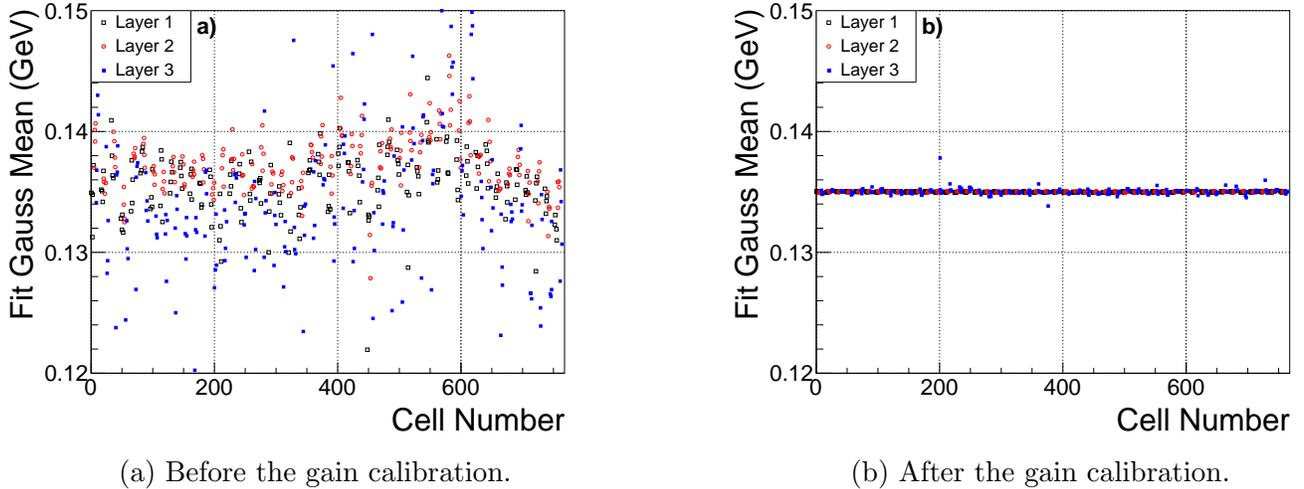 Fit Gauss Mean (GeV)
0.15
0.14
0.13
0.12
Layer 1
Layer 2
Layer 3
a)
0
200
400
600
Cell Number
(a) Before the gain calibration.
Fit Gauss Mean (GeV)
0.15
0.14
0.13
0.12
Layer 1
Layer 2
Layer 3
b)
0
200
400
600
Cell Number
(b) After the gain calibration.